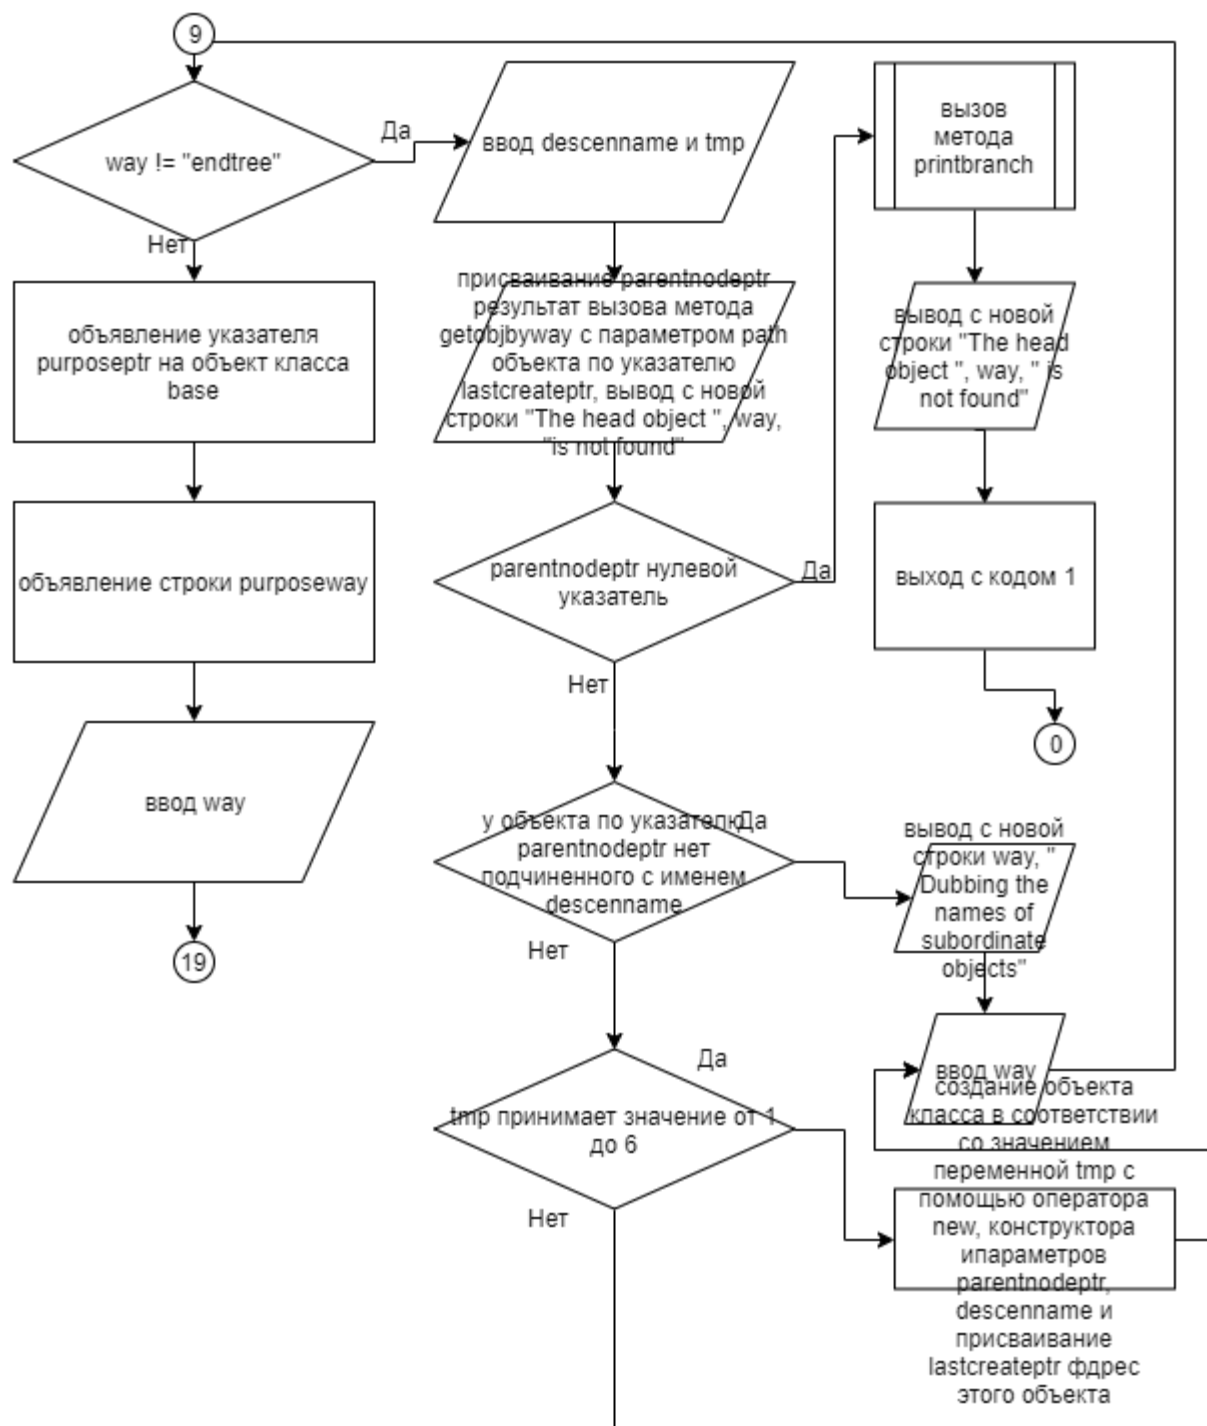 9
way != "endtree"
Да
Нет
ввод descenname и tmp
вызов
метода
printbranch
объявление указателя
purposeptr на объект класса
base
присваивание parentnodeptr
результат вызова метода
getobjbyway с параметром path
объекта по указателю
lastcreateptr, вывод с новой
строки "The head object ", way,
"is not found"
вывод с новой
строки "The head
object ", way, " is
not found"
объявление строки purposeway
parentnodeptr нулевой
указатель
Да
Нет
выход с кодом 1
0
ввод way
19
у объекта по указателю
parentnodeptr нет
подчиненного с именем
descenname
Да
Нет
вывод с новой
строки way, "
Dubbing the
names of
subordinate
objects"
ввод way
tmp принимает значение от 1
до 6
Да
Нет
создание объекта
класса в соответствии
со значением
переменной tmp с
помощью оператора
new, конструктора
ипараметров
parentnodeptr,
descenname и
присваивание
lastcreateptr фдрес
этого объекта